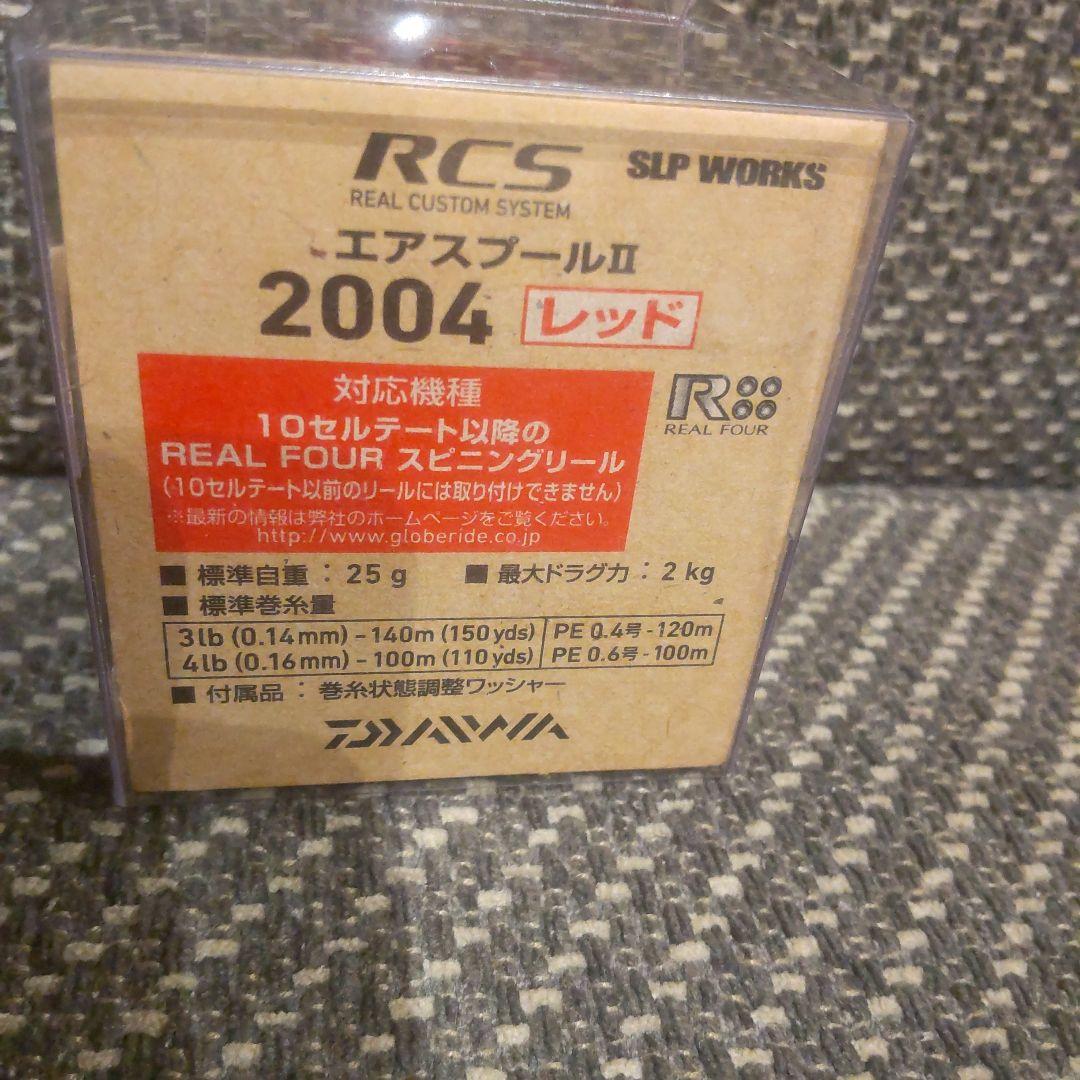 RCS
REAL CUSTOM SYSTEM
SLP WORKS
エアスプールII
2004 レッド
対応機種
10セルテート以降の
REAL FOUR スピニングリール
(10セルテート以前のリールには取り付けできません)
※最新の情報は弊社のホームページをご覧ください。
http://www.globeride.co.jp
R
REAL FOUR
■ 標準自重 : 25 g ■ 最大ドラグ力 : 2 kg
■ 標準巻糸量
3lb (0.14mm) - 140m (150yds) PE 0.4号 - 120m
4lb (0.16mm) - 100m (110yds) PE 0.6号 - 100m
■ 付属品 : 巻糸状態調整ワッシャー
DAIWA